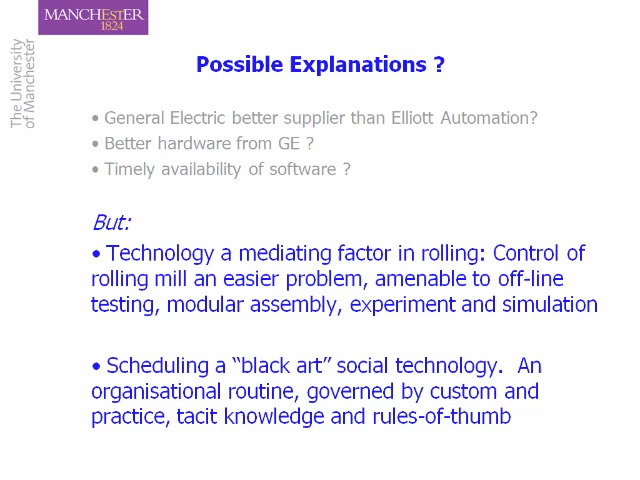 MANCHESTER
1824
The University
of Manchester
Possible Explanations ?
• General Electric better supplier than Elliott Automation?
• Better hardware from GE ?
• Timely availability of software ?
But:
• Technology a mediating factor in rolling: Control of
rolling mill an easier problem, amenable to off-line
testing, modular assembly, experiment and simulation
• Scheduling a “black art” social technology. An
organisational routine, governed by custom and
practice, tacit knowledge and rules-of-thumb